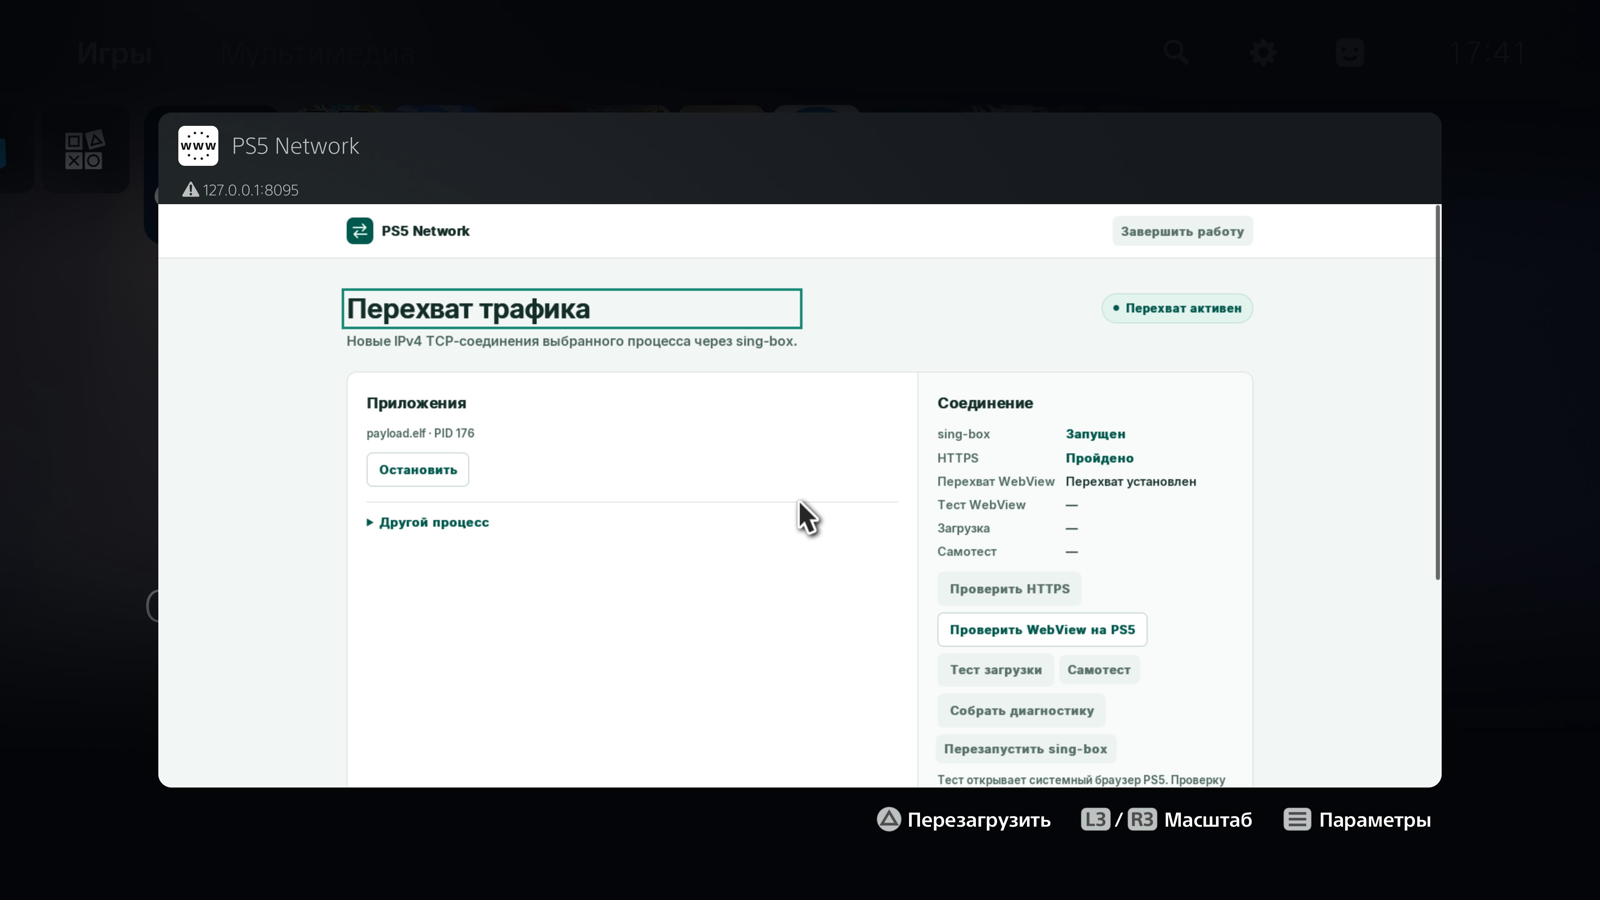 Игры
Мультимедиа
17:41
www
PS5 Network
127.0.0.1:8095
PS5 Network
Завершить работу
Перехват трафика
Перехват активен
Новые IPv4 TCP-соединения выбранного процесса через sing-box.
Приложения
payload.elf · PID 176
Остановить
▸ Другой процесс
Соединение
sing-box Запущен
HTTPS Пройдено
Перехват WebView Перехват установлен
Тест WebView —
Загрузка —
Самотест —
Проверить HTTPS
Проверить WebView на PS5
Тест загрузки Самотест
Собрать диагностику
Перезапустить sing-box
Тест открывает системный браузер PS5. Проверку
Перезагрузить L3 / R3 Масштаб Параметры